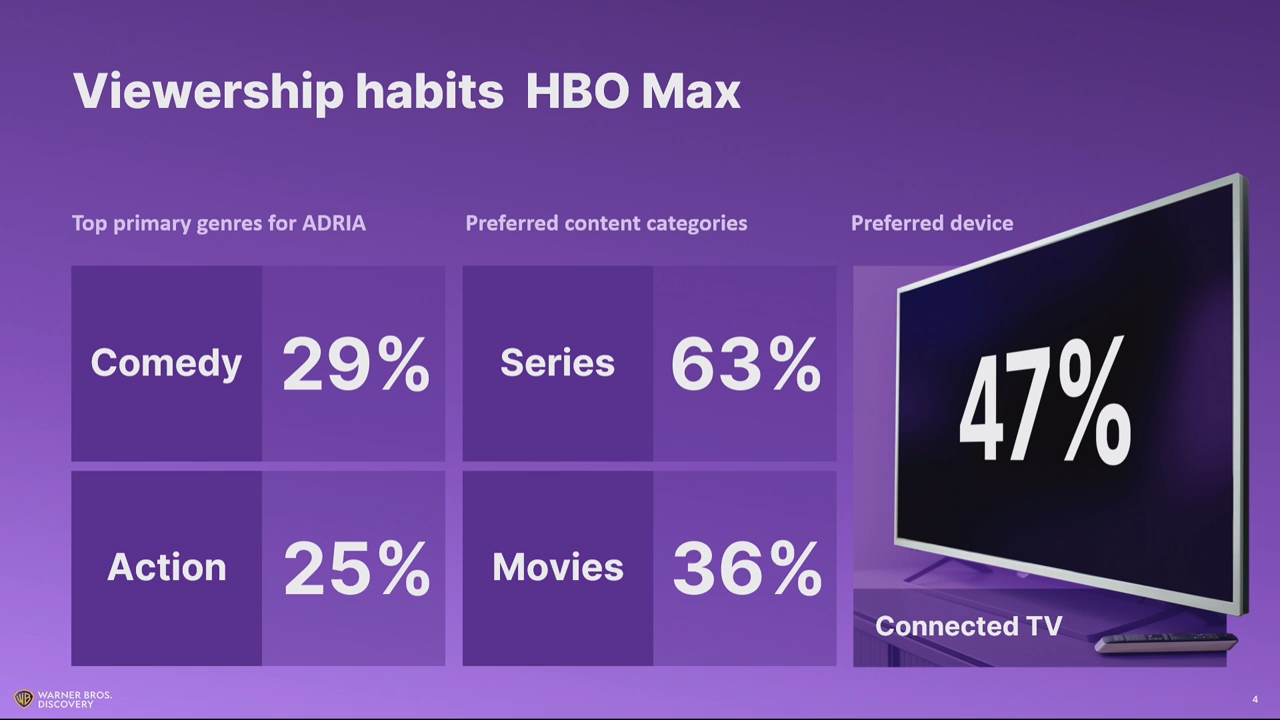 Viewership habits HBO Max
Top primary genres for ADRIA
Preferred content categories
Preferred device
Comedy
29%
Series
63%
47%
Action
25%
Movies
36%
Connected TV
WB
WARNER BROS.
DISCOVERY
4